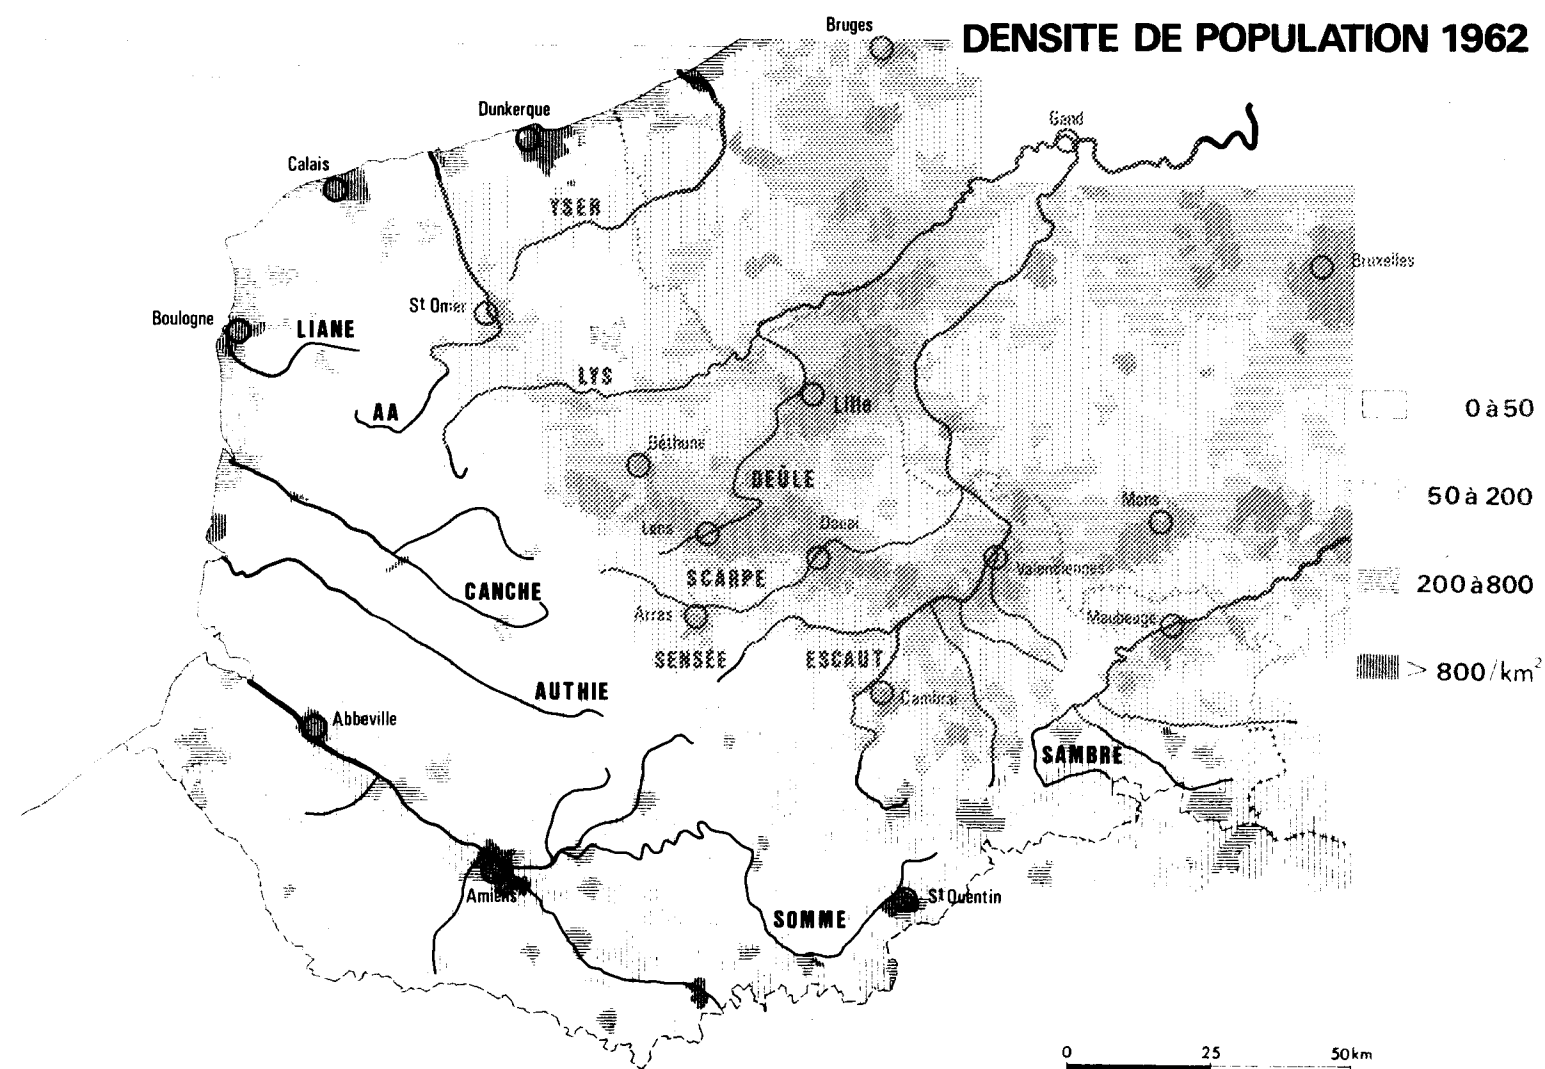 DENSITE DE POPULATION 1962
Bruges
Dunkerque
Gand
Calais
YSER
Bruxelles
St Omer
Boulogne
LIANE
LYS
AA
Lille
0 à 50
Béthune
DEÛLE
50 à 200
Mons
Lens
Douai
SCARPE
Valenciennes
200 à 800
CANCHE
Arras
Maubeuge
SENSÉE
ESCAUT
> 800/km²
AUTHIE
Cambrai
Abbeville
SAMBRE
Amiens
St Quentin
SOMME
0 25 50 km